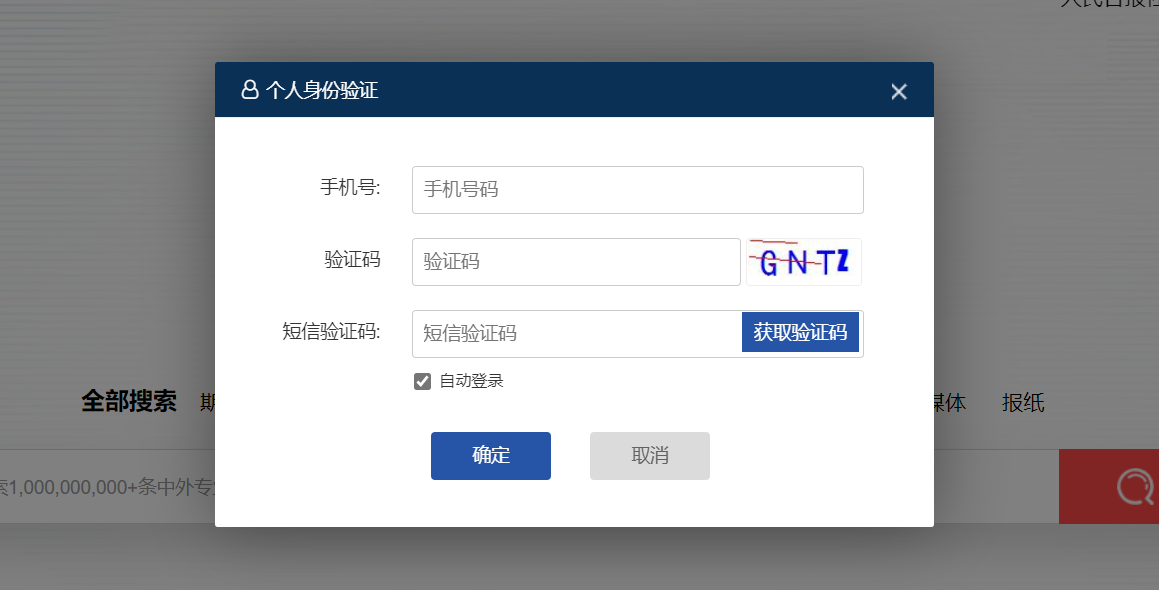 个人身份验证
手机号: 手机号码
验证码 验证码 GNTZ
短信验证码: 短信验证码 获取验证码
自动登录
全部搜索 期 媒体 报纸
确定 取消
索1,000,000,000+条中外专业